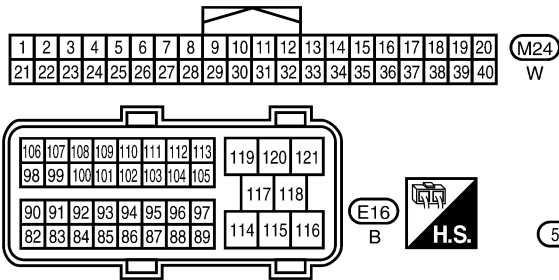 1 2 3 4 5 6 7 8 9 10 11 12 13 14 15 16 17 18 19 20
21 22 23 24 25 26 27 28 29 30 31 32 33 34 35 36 37 38 39 40
M24
W
106 107 108 109 110 111 112 113
98 99 100 101 102 103 104 105
119 120 121
117 118
90 91 92 93 94 95 96 97
82 83 84 85 86 87 88 89
114 115 116
E16
B
H.S.
5